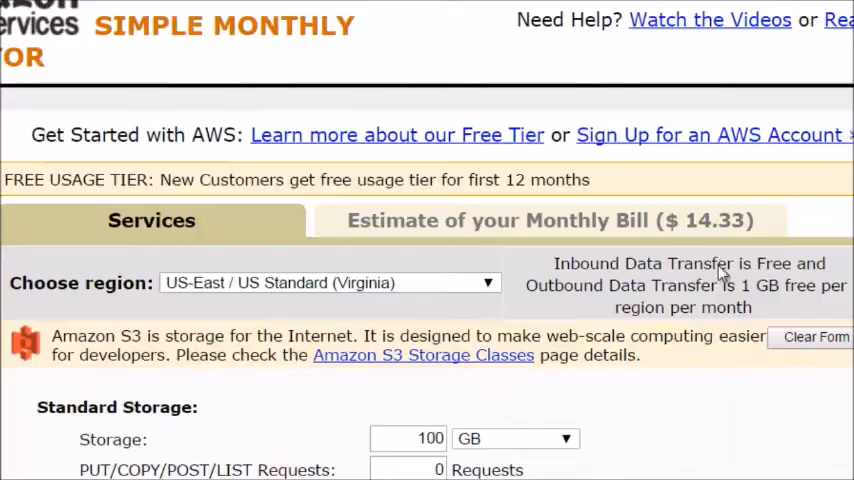 ervices SIMPLE MONTHLY
OR
Need Help? Watch the Videos or Rea
Get Started with AWS: Learn more about our Free Tier or Sign Up for an AWS Account »
FREE USAGE TIER: New Customers get free usage tier for first 12 months
Services
Estimate of your Monthly Bill ($ 14.33)
Choose region: US-East / US Standard (Virginia)
Inbound Data Transfer is Free and
Outbound Data Transfer is 1 GB free per
region per month
Amazon S3 is storage for the Internet. It is designed to make web-scale computing easier
for developers. Please check the Amazon S3 Storage Classes page details.
Clear Form
Standard Storage:
Storage: 100 GB
PUT/COPY/POST/LIST Requests: 0 Requests